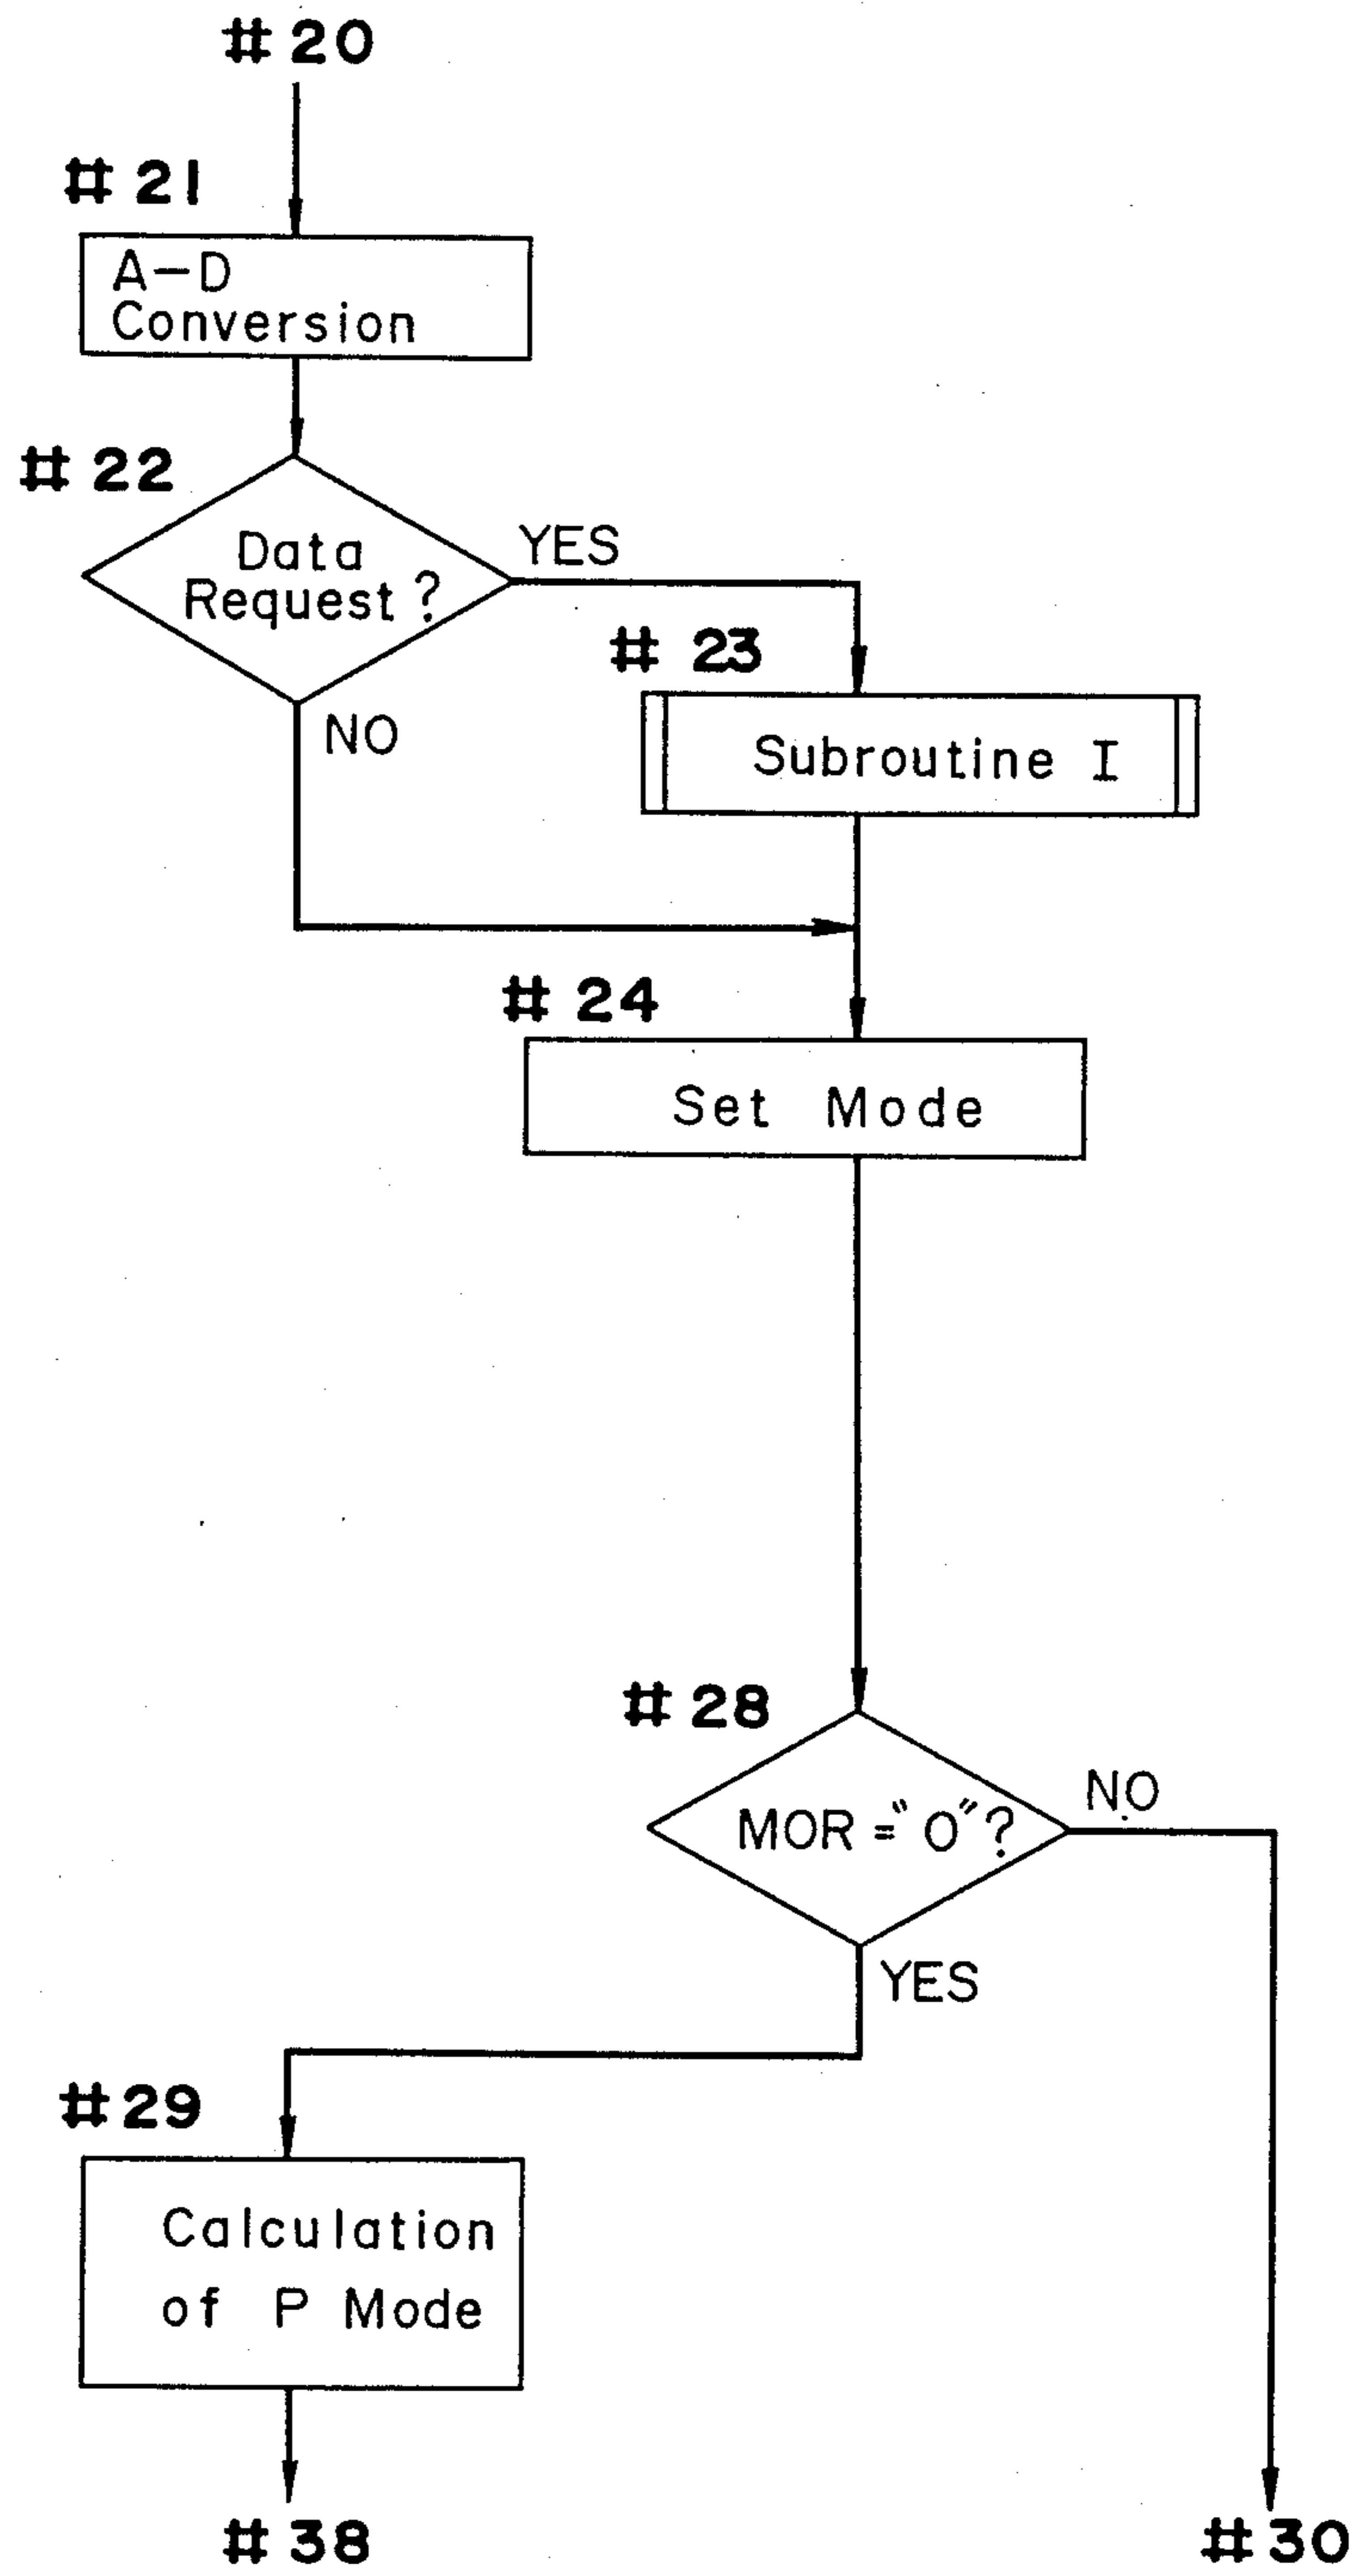 #20
#21
A-D
Conversion
#22
Data
Request?
YES
NO
#23
Subroutine I
#24
Set Mode
#28
MOR="0"?
NO
YES
#29
Calculation
of P Mode
#38
#30